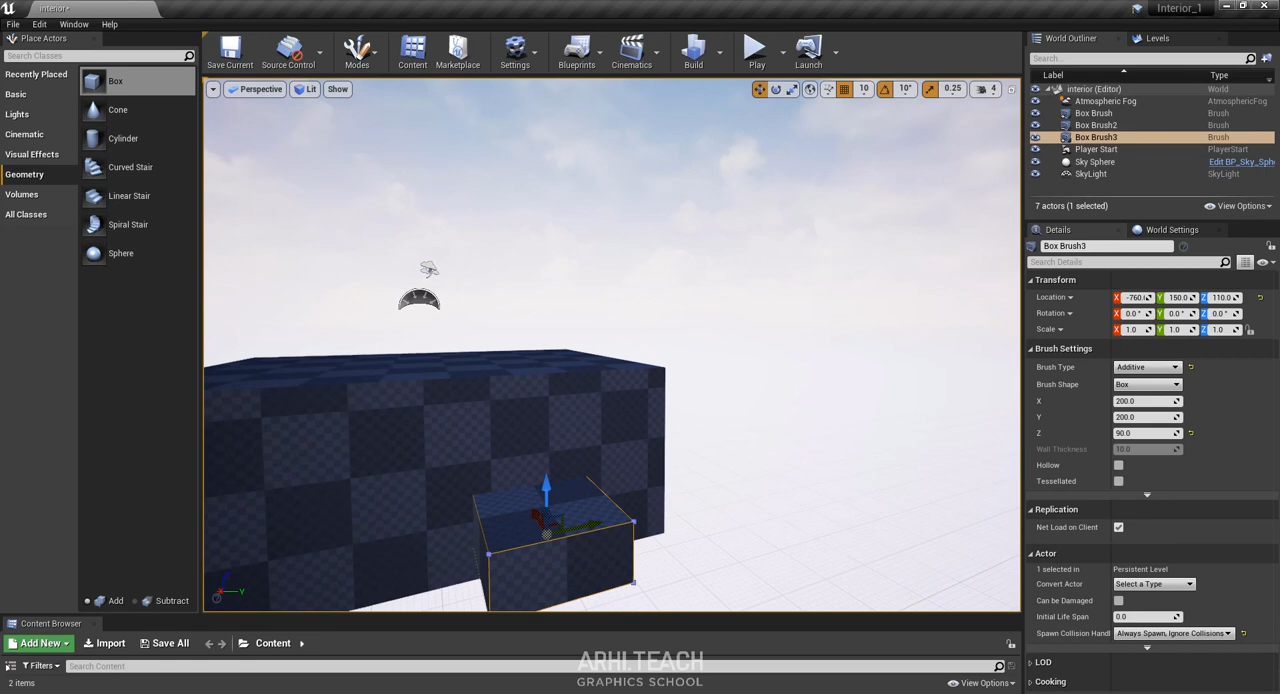 interior*
Interior_1
File Edit Window Help
Place Actors
Search Classes
Recently Placed
Basic
Lights
Cinematic
Visual Effects
Geometry
Volumes
All Classes
Box
Cone
Cylinder
Curved Stair
Linear Stair
Spiral Stair
Sphere
Add Subtract
Save Current Source Control Modes Content Marketplace Settings Blueprints Cinematics Build Play Launch
Perspective Lit Show
10 10° 0.25 4
World Outliner Levels
Search...
Label Type
interior (Editor) World
Atmospheric Fog AtmosphericFog
Box Brush Brush
Box Brush2 Brush
Box Brush3 Brush
Player Start PlayerStart
Sky Sphere Edit BP_Sky_Sph
SkyLight SkyLight
7 actors (1 selected) View Options
Details World Settings
Box Brush3
Search Details
Transform
Location X -760.0 Y 150.0 Z 110.0
Rotation X 0.0 ° Y 0.0 ° Z 0.0 °
Scale X 1.0 Y 1.0 Z 1.0
Brush Settings
Brush Type Additive
Brush Shape Box
X 200.0
Y 200.0
Z 90.0
Wall Thickness 10.0
Hollow
Tessellated
Replication
Net Load on Client
Actor
1 selected in Persistent Level
Convert Actor Select a Type
Can be Damaged
Initial Life Span 0.0
Spawn Collision Hand Always Spawn, Ignore Collisions
LOD
Cooking
X Y
Content Browser
Add New Import Save All Content
Filters Search Content
2 items View Options
ARHI.TEACH
GRAPHICS SCHOOL